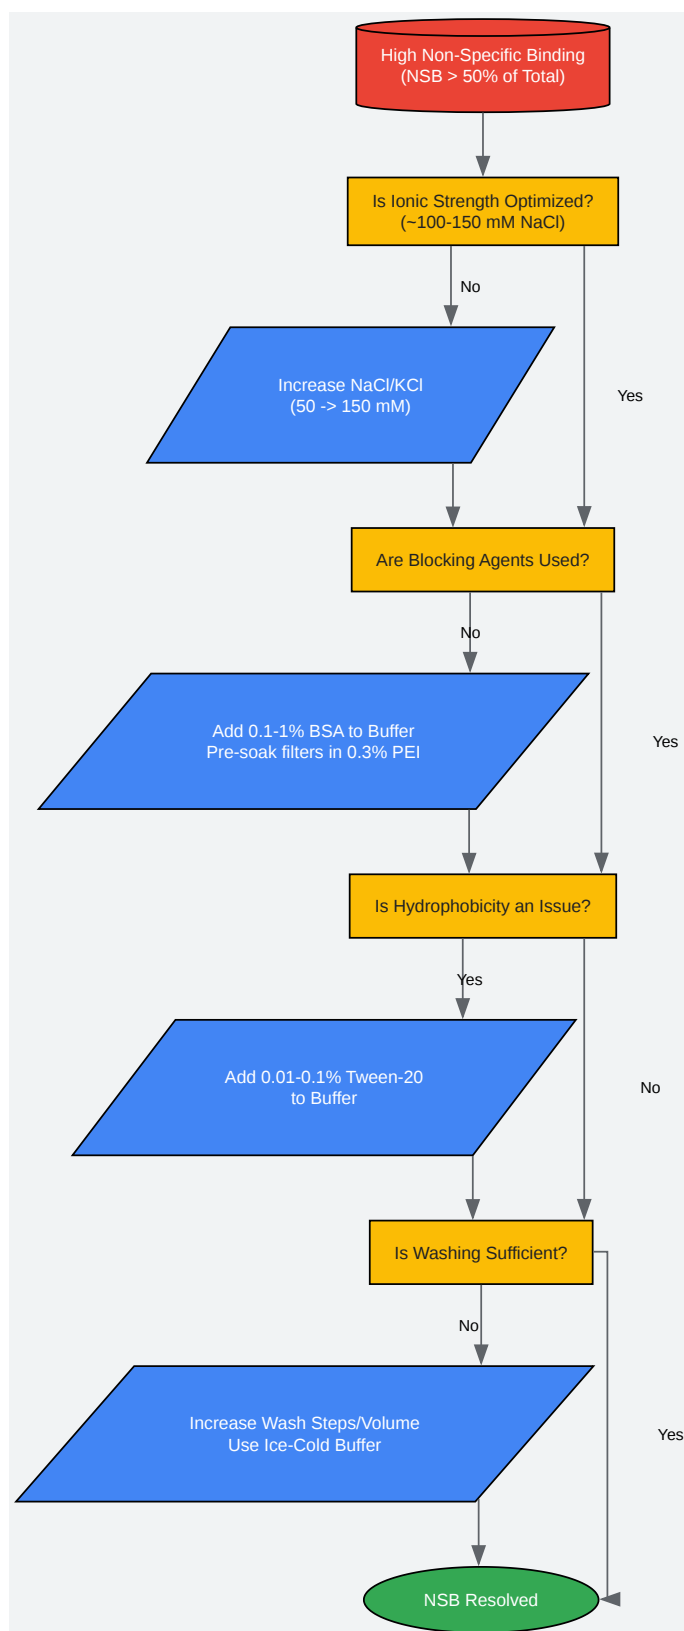 High Non-Specific Binding
(NSB > 50% of Total)
Is Ionic Strength Optimized?
(~100-150 mM NaCl)
No
Increase NaCl/KCl
(50 -> 150 mM)
Yes
Are Blocking Agents Used?
No
Add 0.1-1% BSA to Buffer
Pre-soak filters in 0.3% PEI
Yes
Is Hydrophobicity an Issue?
Yes
Add 0.01-0.1% Tween-20
to Buffer
No
Is Washing Sufficient?
No
Increase Wash Steps/Volume
Use Ice-Cold Buffer
Yes
NSB Resolved